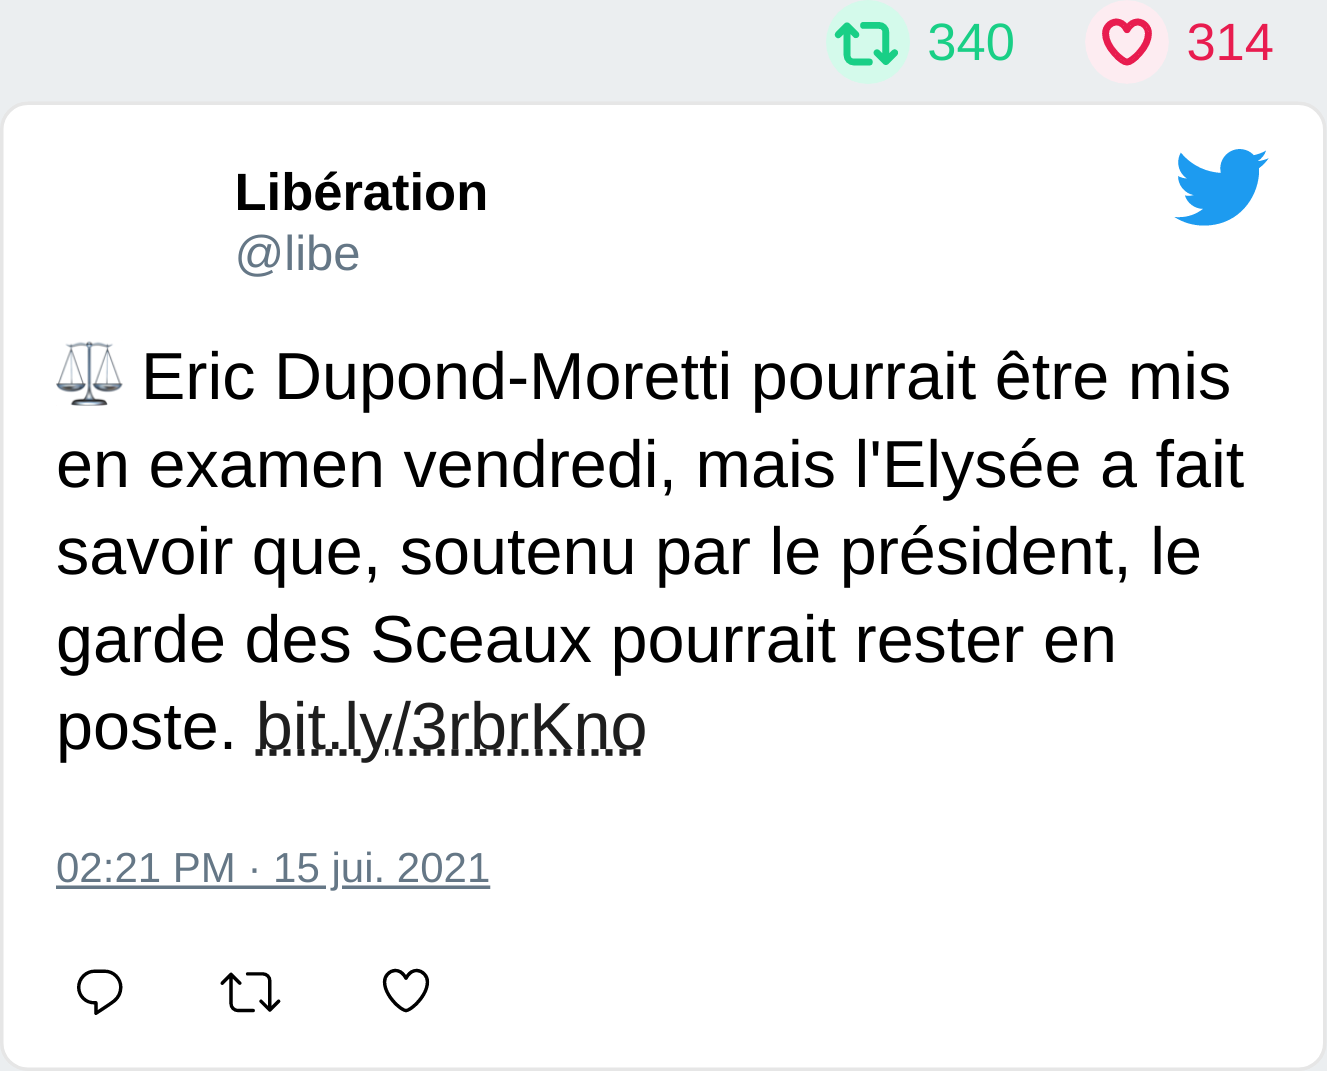 340 314
Libération
@libe
⚖️ Eric Dupond-Moretti pourrait être mis
en examen vendredi, mais l'Elysée a fait
savoir que, soutenu par le président, le
garde des Sceaux pourrait rester en
poste. bit.ly/3rbrKno
02:21 PM · 15 jui. 2021